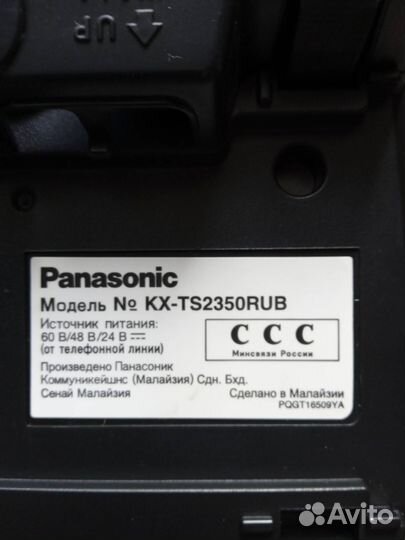 UP
Panasonic
Модель № KX-TS2350RUB
Источник питания:
60 В/48 В/24 В
(от телефонной линии)
ССС
Минсвязи России
Произведено Панасоник
Коммуникейшнс (Малайзия) Сдн. Бхд.
Сенай Малайзия
Сделано в Малайзии
PQGT16509YA
Avito